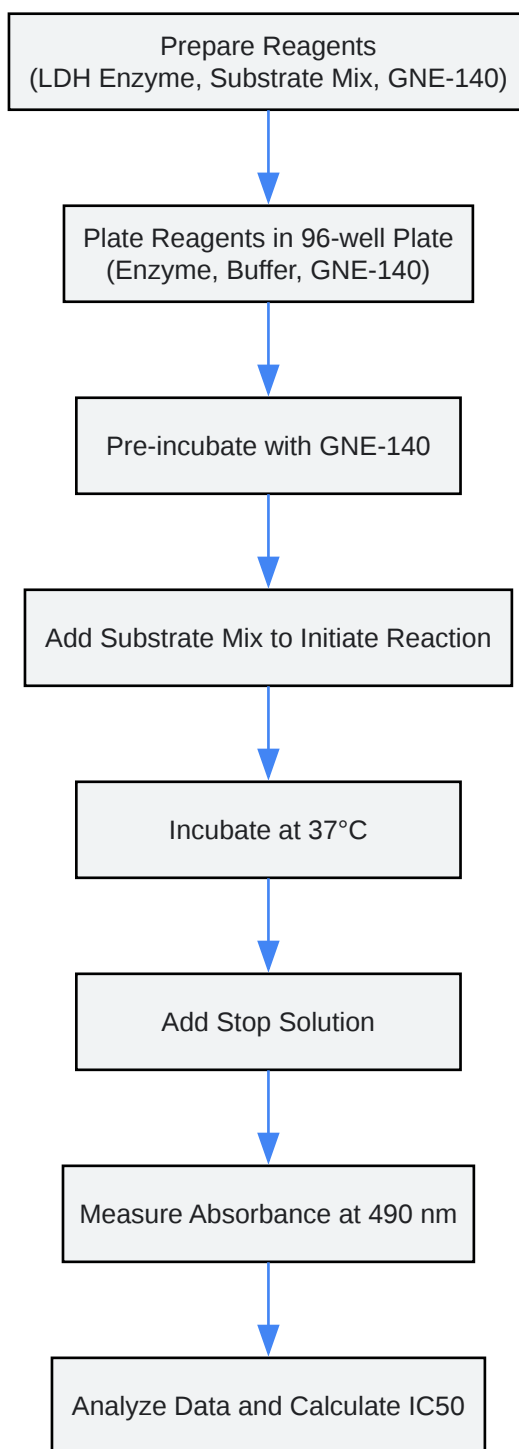 Prepare Reagents
(LDH Enzyme, Substrate Mix, GNE-140)
Plate Reagents in 96-well Plate
(Enzyme, Buffer, GNE-140)
Pre-incubate with GNE-140
Add Substrate Mix to Initiate Reaction
Incubate at 37°C
Add Stop Solution
Measure Absorbance at 490 nm
Analyze Data and Calculate IC50